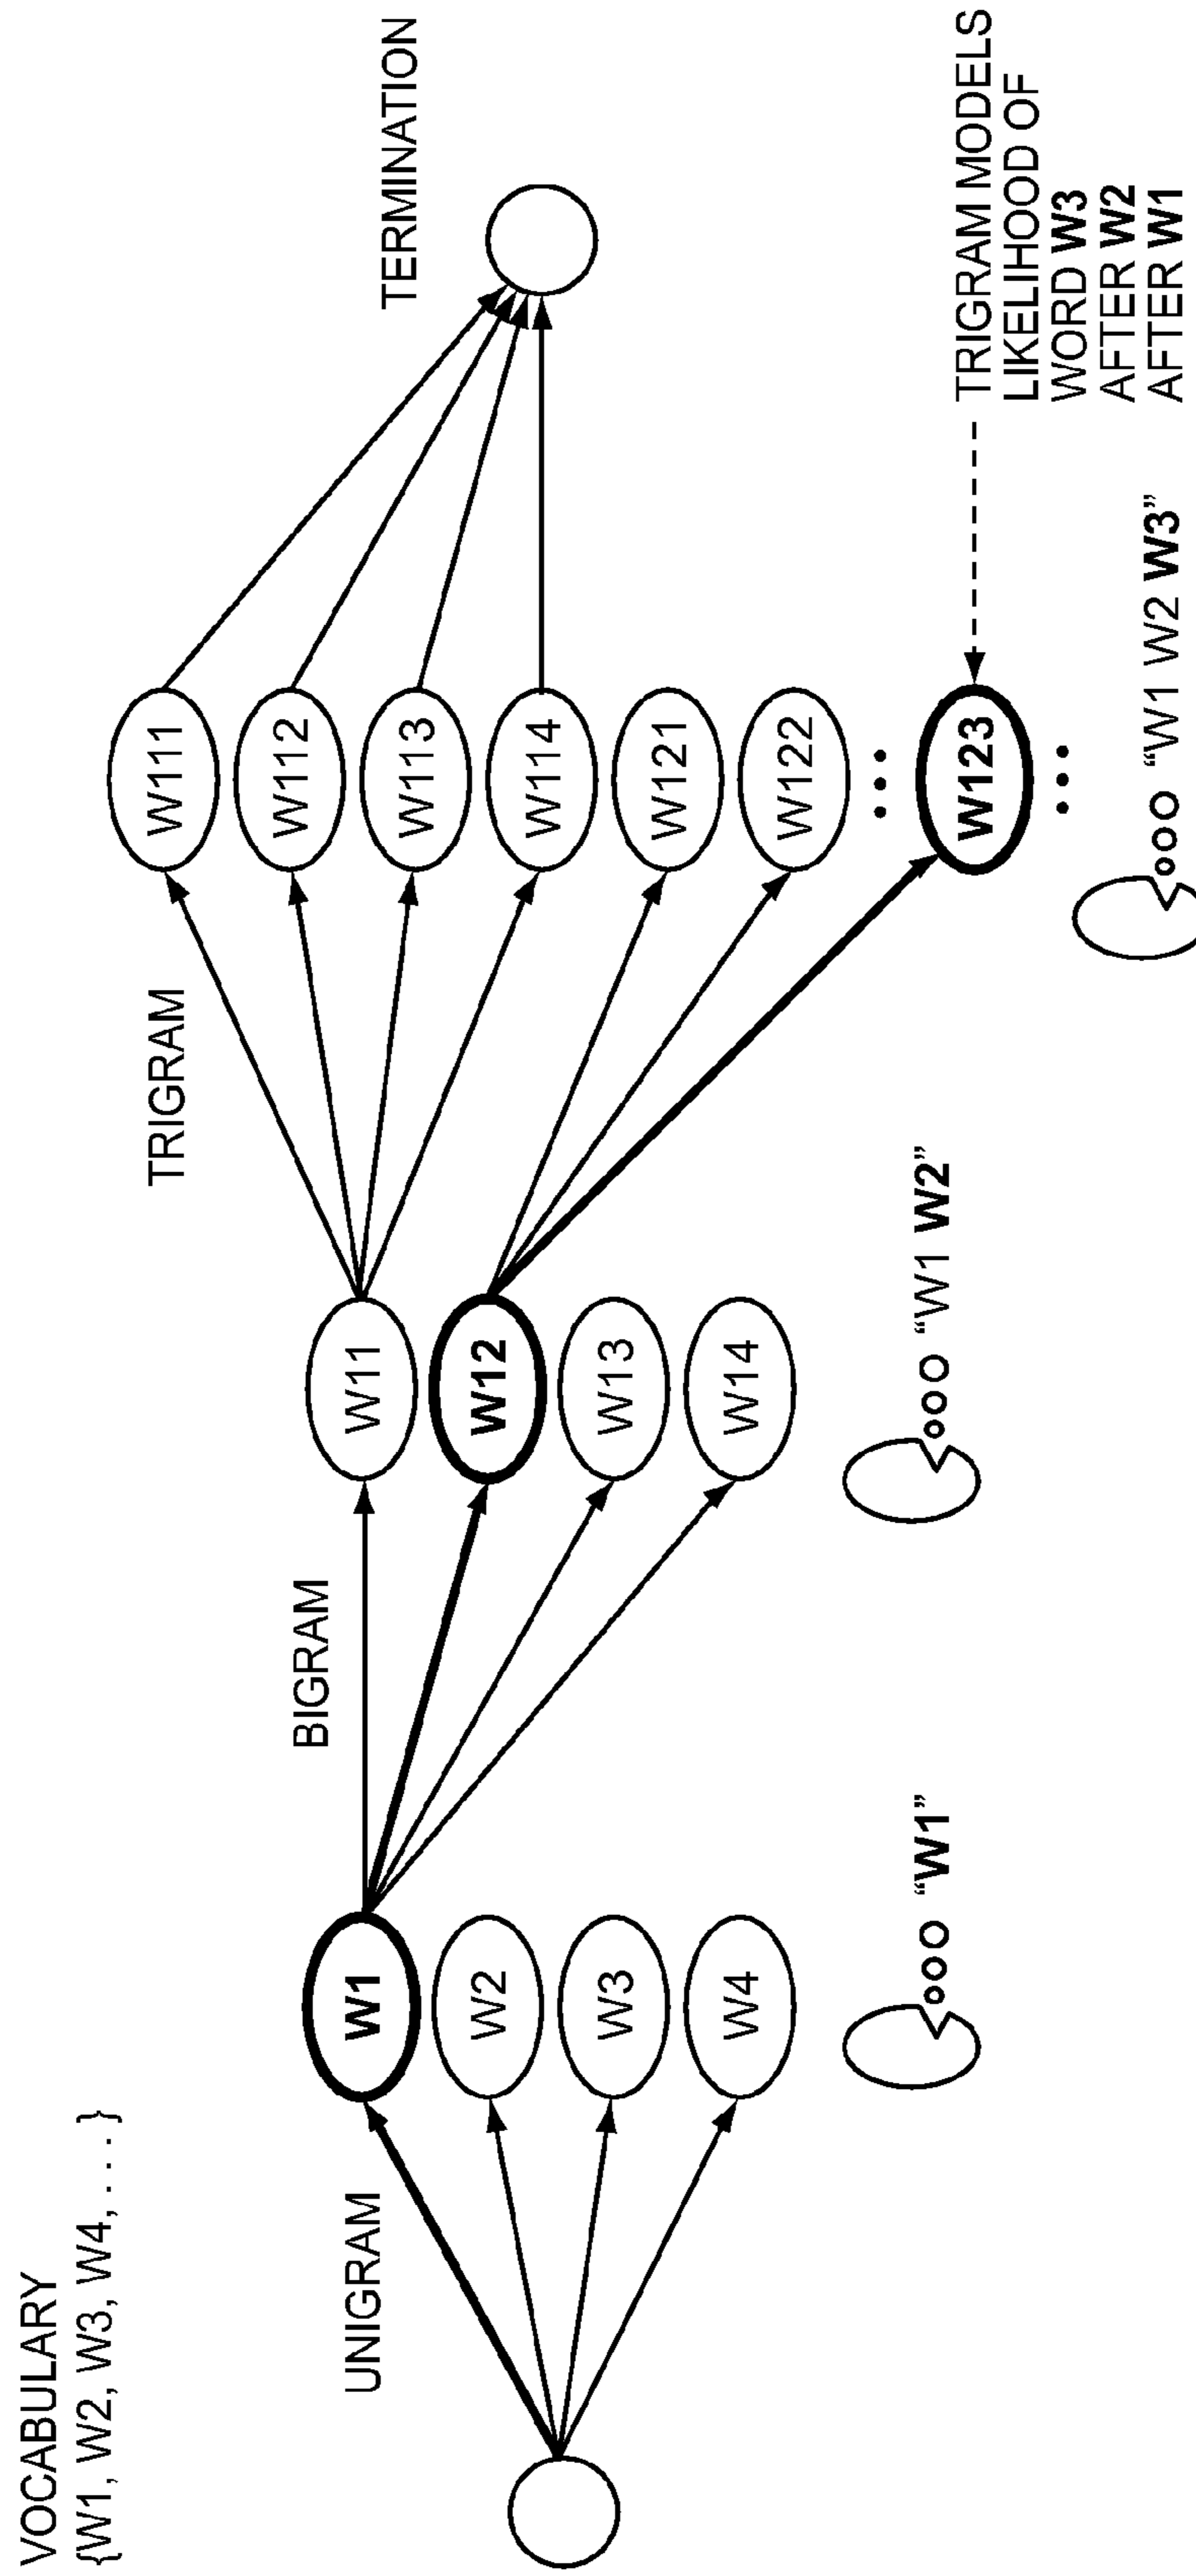 VOCABULARY
{W1, W2, W3, W4, . . . }
UNIGRAM
W1
W2
W3
W4
"W1"
BIGRAM
W11
W12
W13
W14
"W1 W2"
TRIGRAM
W111
W112
W113
W114
W121
W122
W123
"W1 W2 W3"
TERMINATION
TRIGRAM MODELS
LIKELIHOOD OF
WORD W3
AFTER W2
AFTER W1